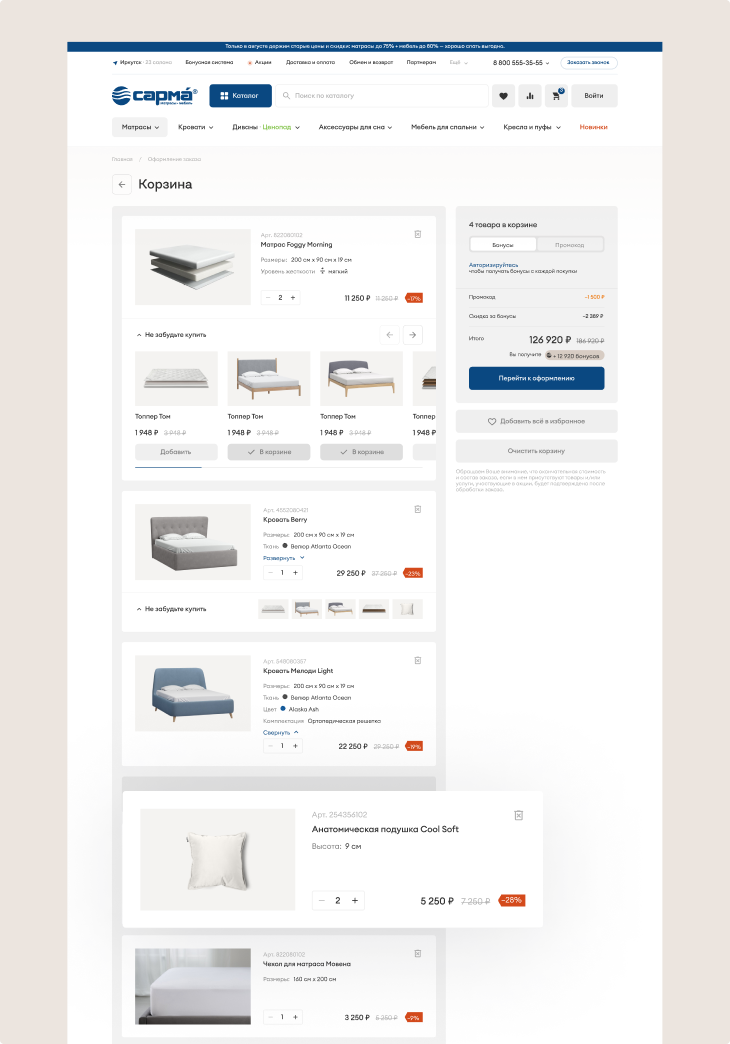 Только в августе держим старые цены и скидки: матрасы до 75% + мебель до 60% — хорошо спать выгодно.
Иркутск · 23 салона Бонусная система Акции Доставка и оплата Обмен и возврат Партнерам Ещё 8 800 555-35-55 Заказать звонок
сарма́® матрасы·мебель
Каталог Поиск по каталогу Войти
Матрасы Кровати Диваны · Ценопад Аксессуары для сна Мебель для спальни Кресла и пуфы Новинки
Главная / Оформление заказа
Корзина
Арт. 822080102
Матрас Foggy Morning
Размеры: 200 см x 90 см x 19 см
Уровень жесткости мягкий
− 2 + 11 250 ₽ 11 250 ₽ -17%
Не забудьте купить
Топпер Том Топпер Том Топпер Том Топпер
1 948 ₽ 3 948 ₽ 1 948 ₽ 3 948 ₽ 1 948 ₽ 3 948 ₽ 1 948 ₽
Добавить В корзине В корзине
Арт. 4552080421
Кровать Berry
Размеры: 200 см x 90 см x 19 см
Ткань Велюр Atlanta Ocean
Развернуть
− 1 + 29 250 ₽ 37 250 ₽ -23%
Не забудьте купить
Арт. 548080357
Кровать Мелоди Light
Размеры: 200 см x 90 см x 19 см
Ткань Велюр Atlanta Ocean
Цвет Alaska Ash
Комплектация Ортопедическая решетка
Свернуть
− 1 + 22 250 ₽ 29 250 ₽ -19%
Арт. 254356102
Анатомическая подушка Cool Soft
Высота: 9 см
− 2 + 5 250 ₽ 7 250 ₽ -28%
Арт. 822080102
Чехол для матраса Мовена
Размеры: 160 см x 200 см
− 1 + 3 250 ₽ 5 250 ₽ -9%
4 товара в корзине
Бонусы Промокод
Авторизируйтесь
чтобы получать бонусы с каждой покупки
Промокод -1 500 ₽
Скидка за бонусы -2 369 ₽
Итого 126 920 ₽ 186 920 ₽
Вы получите + 12 920 бонусов
Перейти к оформлению
Добавить всё в избранное
Очистить корзину
Обращаем Ваше внимание, что окончательная стоимость
и состав заказа, если в нем присутствуют товары и/или
услуги, участвующие в акции, будет подтверждена после
обработки заказа.